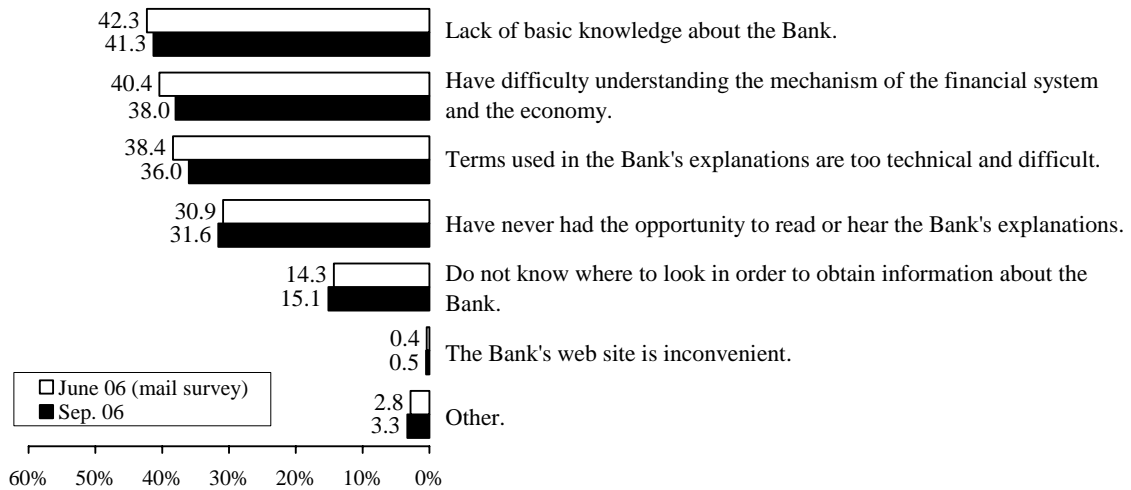 42.3
41.3
Lack of basic knowledge about the Bank.
40.4
38.0
Have difficulty understanding the mechanism of the financial system
and the economy.
38.4
36.0
Terms used in the Bank's explanations are too technical and difficult.
30.9
31.6
Have never had the opportunity to read or hear the Bank's explanations.
14.3
15.1
Do not know where to look in order to obtain information about the
Bank.
0.4
0.5
The Bank's web site is inconvenient.
2.8
3.3
Other.
June 06 (mail survey)
Sep. 06
60% 50% 40% 30% 20% 10% 0%